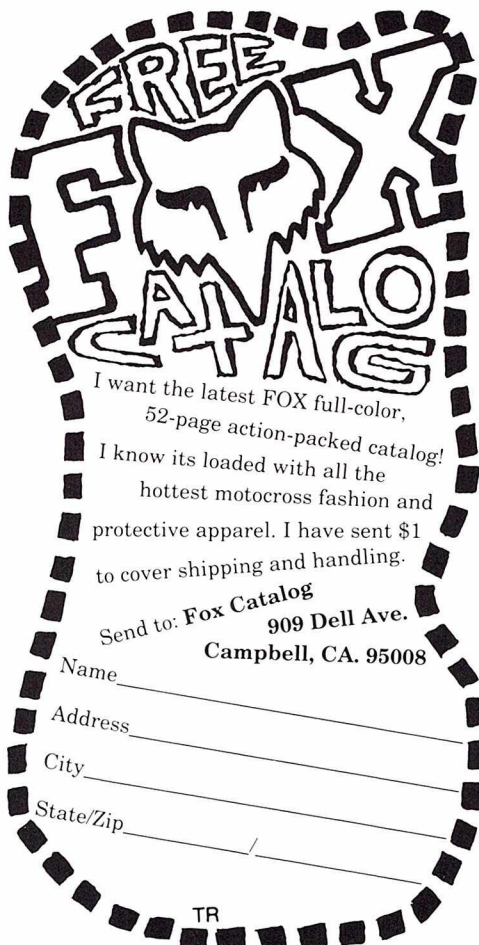 FREE
FOX
CATALOG
I want the latest FOX full-color,
52-page action-packed catalog!
I know its loaded with all the
hottest motocross fashion and
protective apparel. I have sent $1
to cover shipping and handling.
Send to: Fox Catalog
909 Dell Ave.
Campbell, CA. 95008
Name
Address
City
State/Zip /
TR